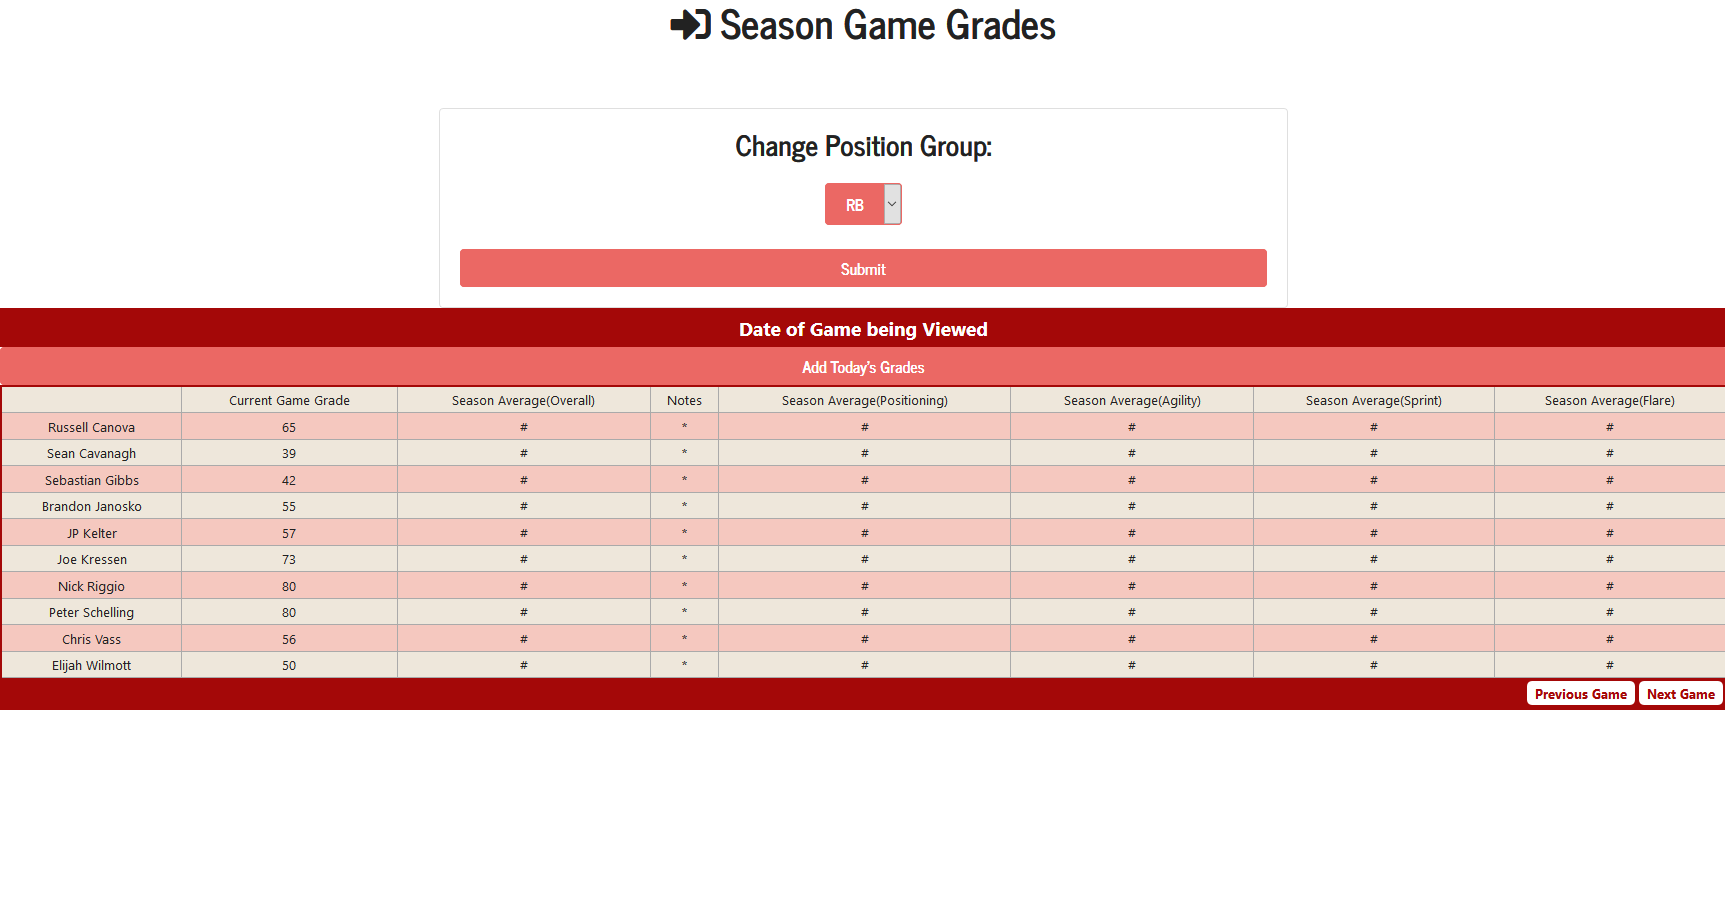 Season Game Grades
Change Position Group:
RB
Submit
Date of Game being Viewed
Add Today's Grades
Current Game Grade Season Average(Overall) Notes Season Average(Positioning) Season Average(Agility) Season Average(Sprint) Season Average(Flare)
Russell Canova 65 # * # # # #
Sean Cavanagh 39 # * # # # #
Sebastian Gibbs 42 # * # # # #
Brandon Janosko 55 # * # # # #
JP Kelter 57 # * # # # #
Joe Kressen 73 # * # # # #
Nick Riggio 80 # * # # # #
Peter Schelling 80 # * # # # #
Chris Vass 56 # * # # # #
Elijah Wilmott 50 # * # # # #
Previous Game Next Game